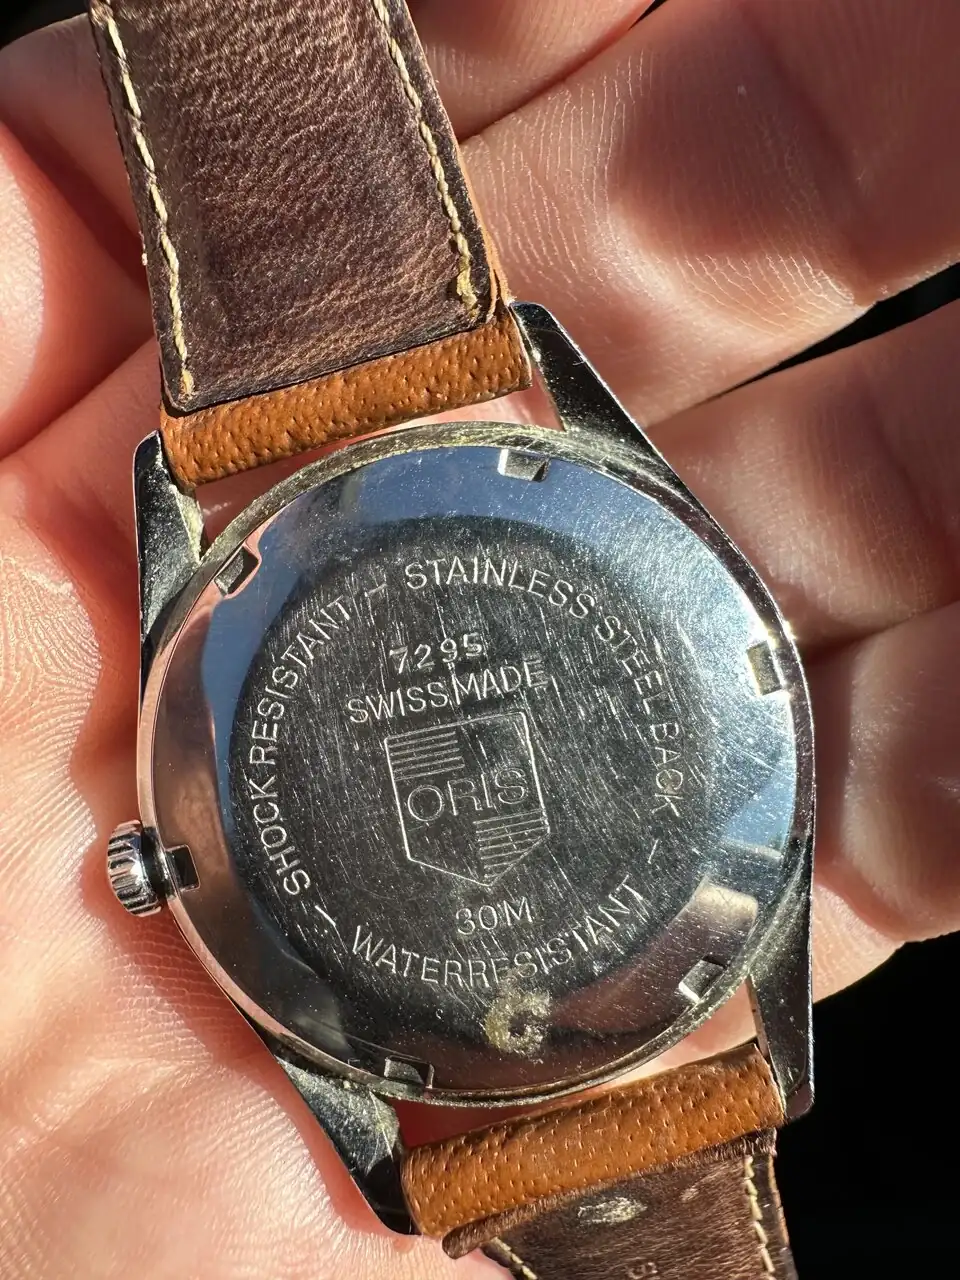 SHOCK RESISTANT – STAINLESS STEEL BACK –
7295
SWISS MADE
ORIS
30M
WATERRESISTANT –